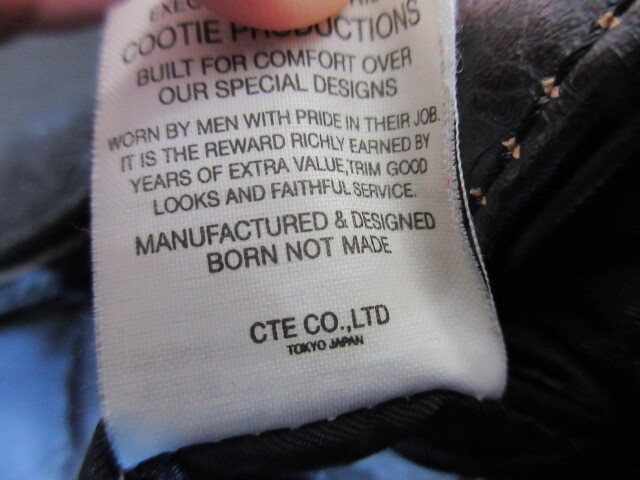 COOTIE PRODUCTIONS
BUILT FOR COMFORT OVER
OUR SPECIAL DESIGNS
WORN BY MEN WITH PRIDE IN THEIR JOB.
IT IS THE REWARD RICHLY EARNED BY
YEARS OF EXTRA VALUE,TRIM GOOD
LOOKS AND FAITHFUL SERVICE.
MANUFACTURED & DESIGNED
BORN NOT MADE
CTE CO.,LTD
TOKYO JAPAN